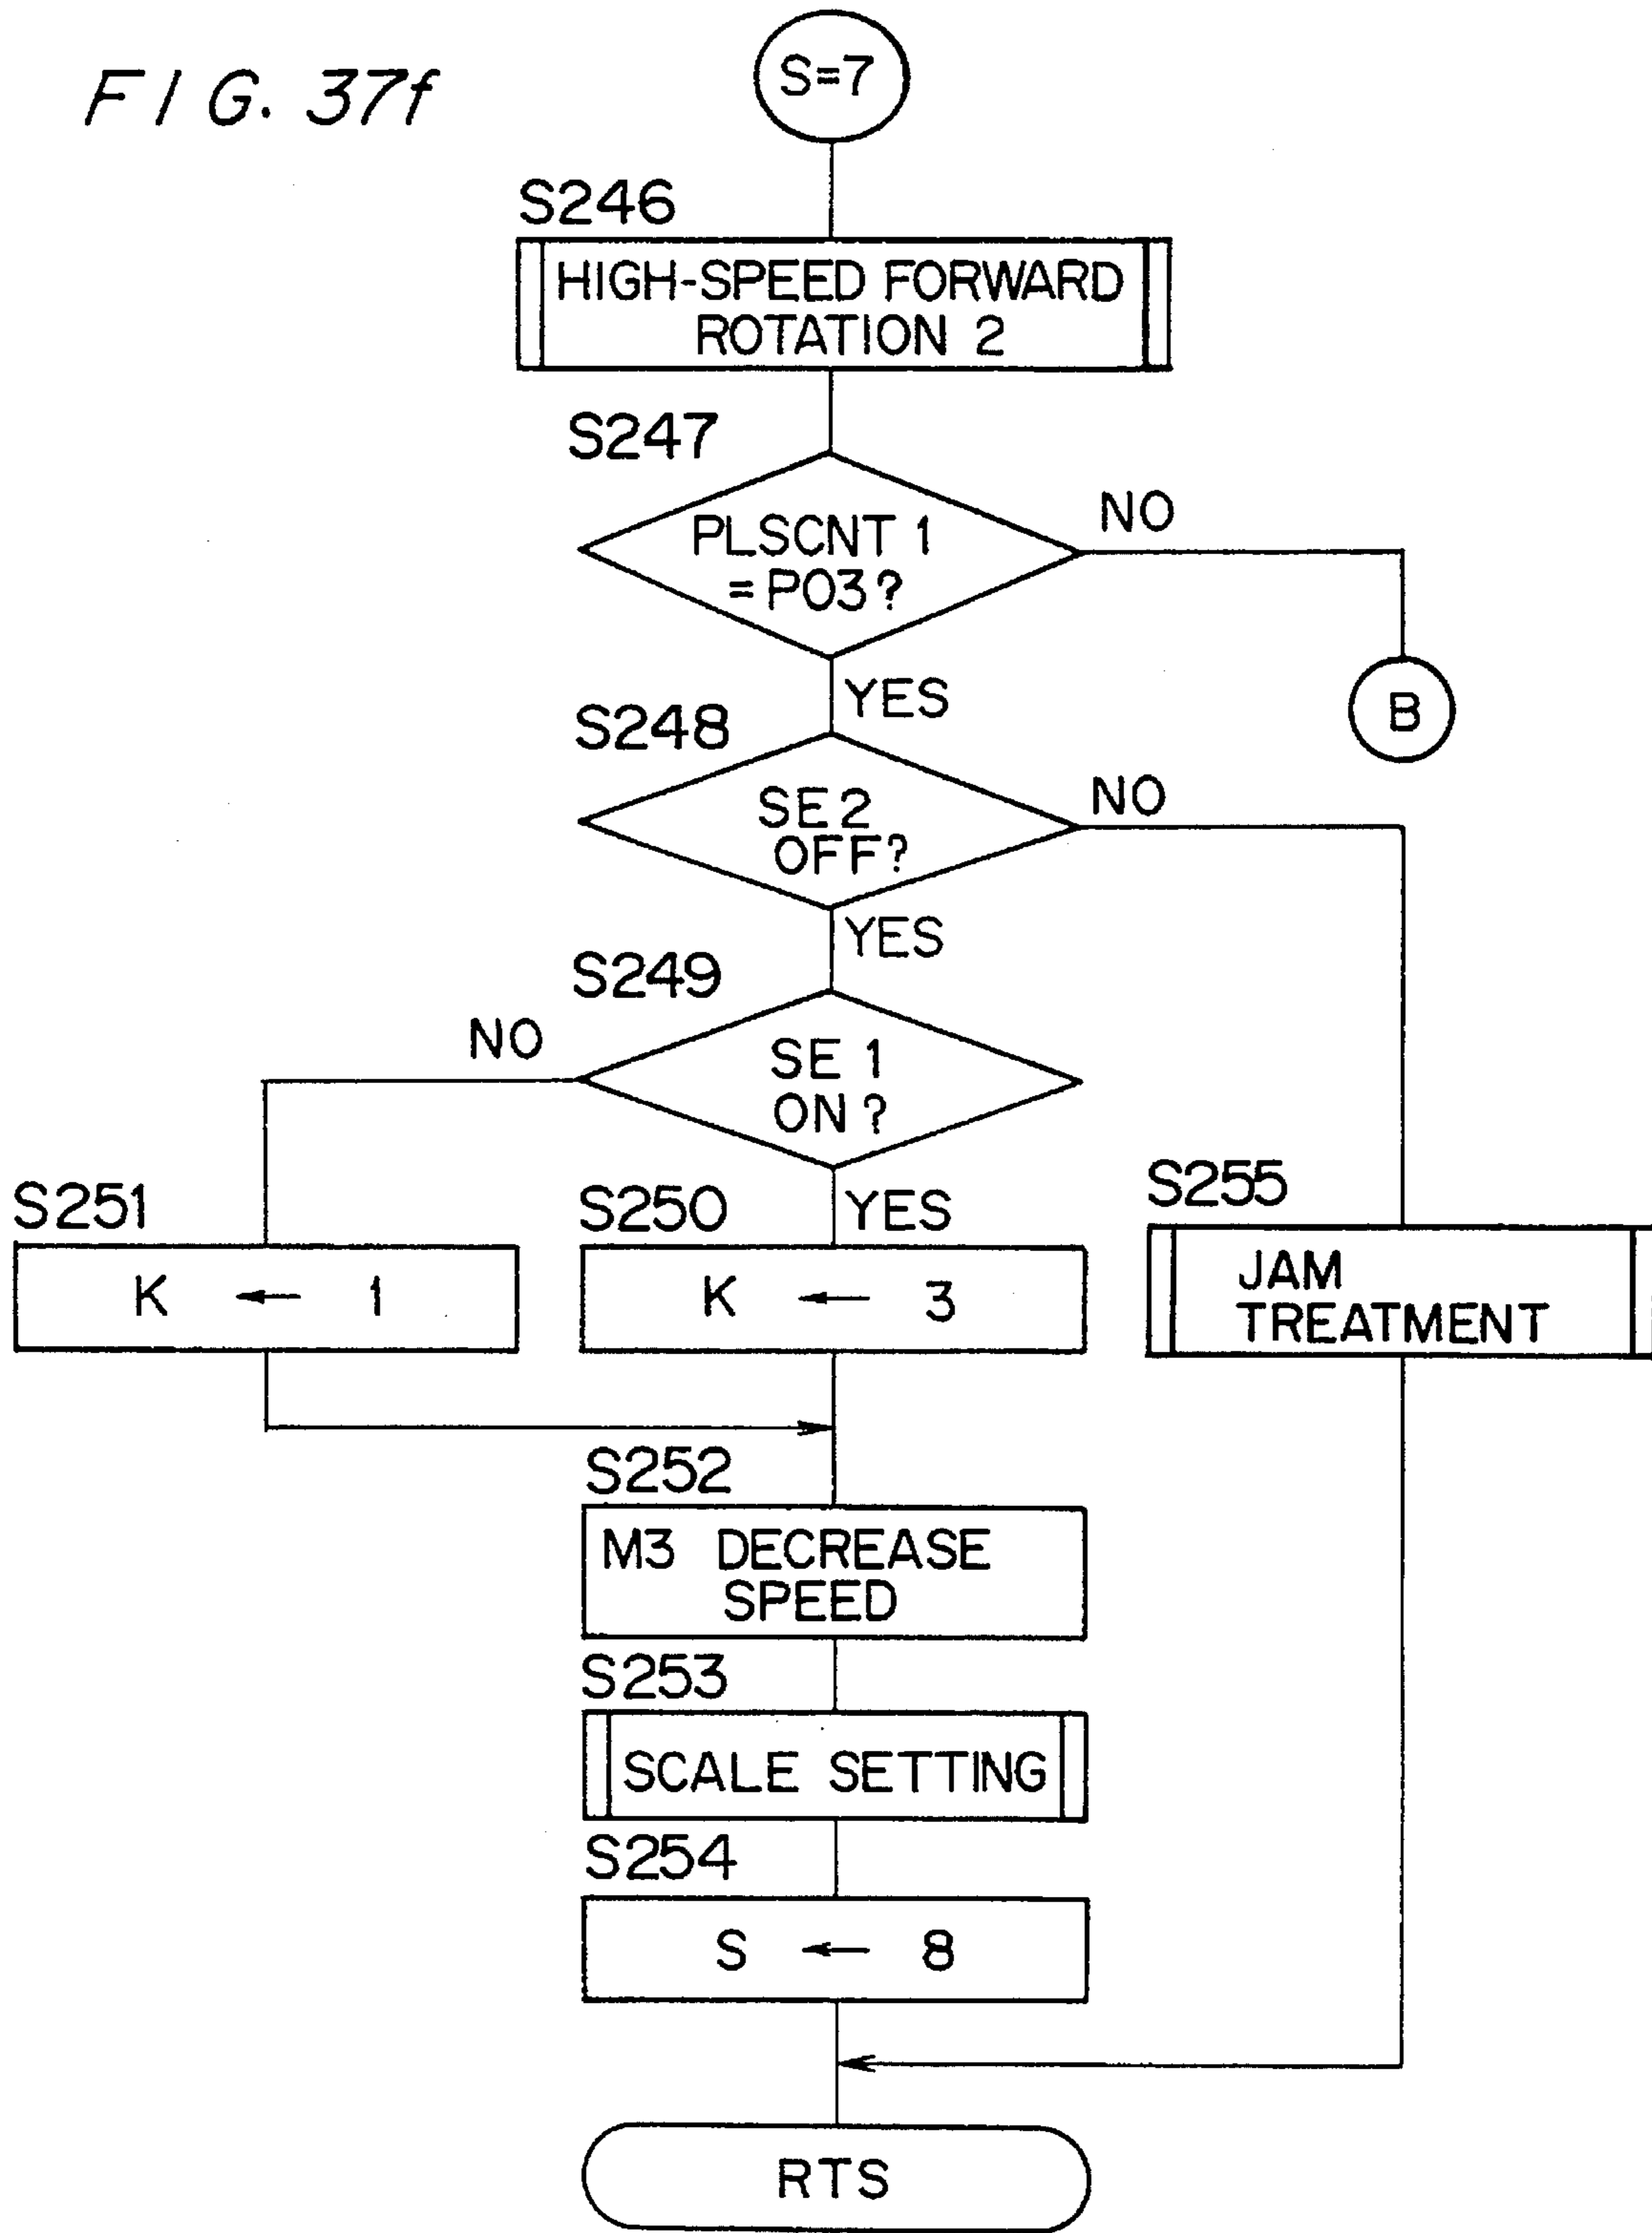 FIG. 37f
S=7
S246
HIGH-SPEED FORWARD
ROTATION 2
S247
PLSCNT 1
= P03?
NO
B
YES
S248
SE2
OFF?
NO
YES
S249
SE 1
ON?
NO
YES
S251
K ← 1
S250
K ← 3
S255
JAM
TREATMENT
S252
M3 DECREASE
SPEED
S253
SCALE SETTING
S254
S ← 8
RTS